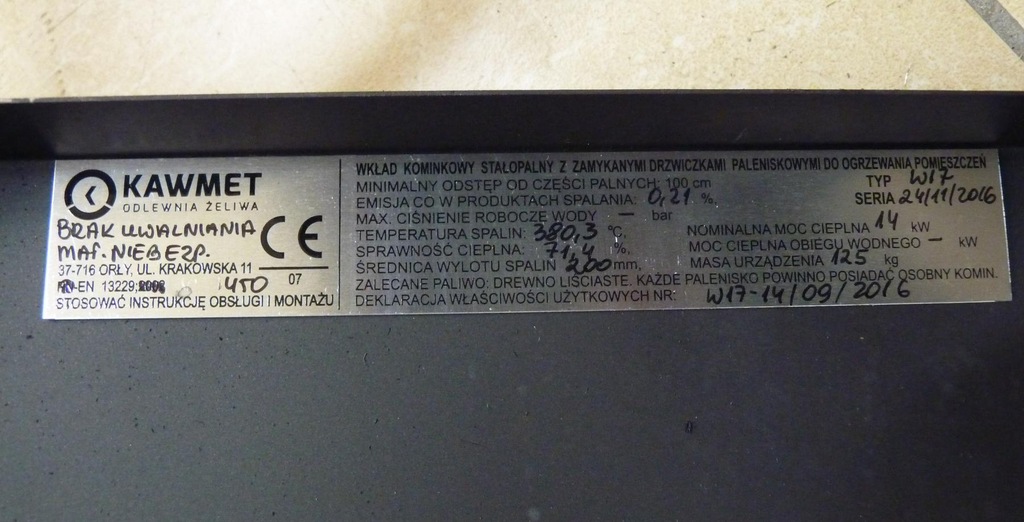 KAWMET
ODLEWNIA ŻELIWA
BRAK UWALNIANIA
MAT. NIEBEZP.
CE
37-716 ORŁY, UL. KRAKOWSKA 11
07
EN 13229:
STOSOWAĆ INSTRUKCJĘ OBSŁUGI I MONTAŻU
WKŁAD KOMINKOWY STAŁOPALNY Z ZAMYKANYMI DRZWICZKAMI PALENISKOWYMI DO OGRZEWANIA POMIESZCZEŃ
MINIMALNY ODSTĘP OD CZĘŚCI PALNYCH: 100 cm TYP W17
EMISJA CO W PRODUKTACH SPALANIA: 0,21 %. SERIA 24/11/2016
MAX. CIŚNIENIE ROBOCZE WODY — bar
TEMPERATURA SPALIN: 380,3 °C. NOMINALNA MOC CIEPLNA 14 kW
SPRAWNOŚĆ CIEPLNA: 71,4 %. MOC CIEPLNA OBIEGU WODNEGO — kW
ŚREDNICA WYLOTU SPALIN 200 mm, MASA URZĄDZENIA 125 kg
ZALECANE PALIWO: DREWNO LIŚCIASTE. KAŻDE PALENISKO POWINNO POSIADAĆ OSOBNY KOMIN.
DEKLARACJA WŁAŚCIWOŚCI UŻYTKOWYCH NR: W17-14/09/2016